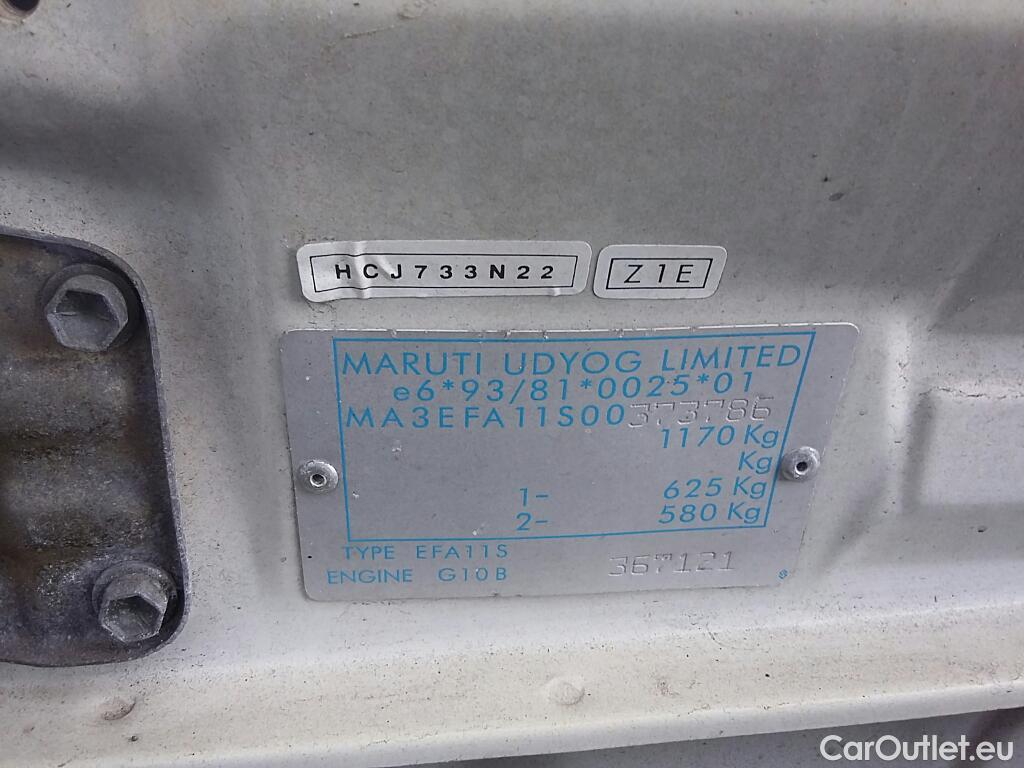 HCJ733N22 Z1E
MARUTI UDYOG LIMITED
e6*93/81*0025*01
MA3EFA11S00373786
1170 Kg
Kg
1- 625 Kg
2- 580 Kg
TYPE EFA11S
ENGINE G10B 367121
CarOutlet.eu